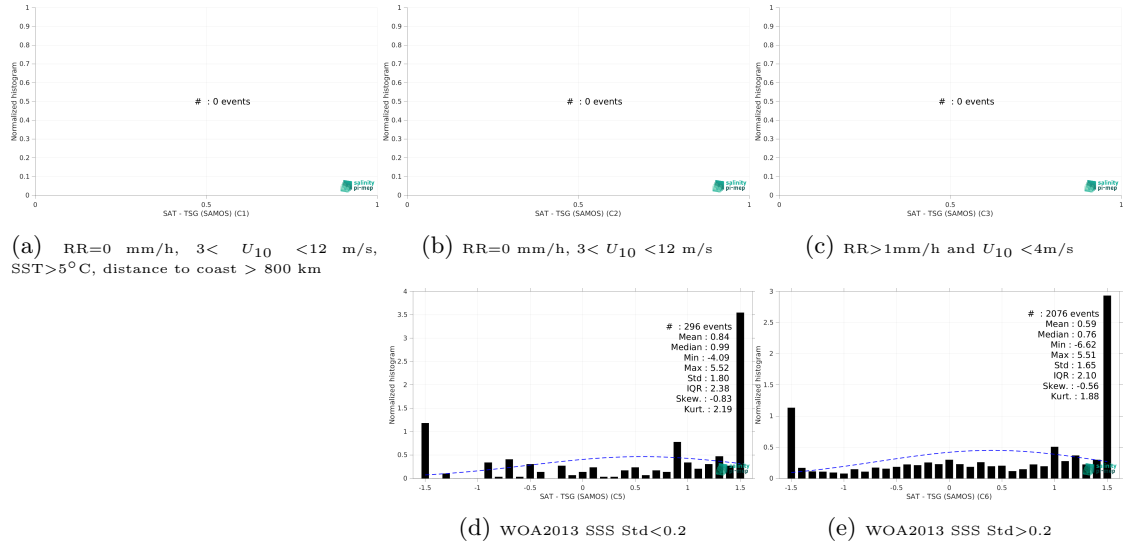 1
0.9
0.8
0.7
0.6
0.5
0.4
0.3
0.2
0.1
0
Normalized histogram
# : 0 events
salinity
pi-mep
0 0.5 1
SAT - TSG (SAMOS) (C1)
(a) RR=0 mm/h, 3< U10 <12 m/s,
SST>5°C, distance to coast > 800 km
1
0.9
0.8
0.7
0.6
0.5
0.4
0.3
0.2
0.1
0
Normalized histogram
# : 0 events
salinity
pi-mep
0 0.5 1
SAT - TSG (SAMOS) (C2)
(b) RR=0 mm/h, 3< U10 <12 m/s
1
0.9
0.8
0.7
0.6
0.5
0.4
0.3
0.2
0.1
0
Normalized histogram
# : 0 events
salinity
pi-mep
0 0.5 1
SAT - TSG (SAMOS) (C3)
(c) RR>1mm/h and U10 <4m/s
4
3.5
3
2.5
2
1.5
1
0.5
0
Normalized histogram
# : 296 events
Mean : 0.84
Median : 0.99
Min : -4.09
Max : 5.52
Std : 1.80
IQR : 2.38
Skew. : -0.83
Kurt. : 2.19
salinity
pi-mep
-1.5 -1 -0.5 0 0.5 1 1.5
SAT - TSG (SAMOS) (C5)
(d) WOA2013 SSS Std<0.2
3
2.5
2
1.5
1
0.5
0
Normalized histogram
# : 2076 events
Mean : 0.59
Median : 0.76
Min : -6.62
Max : 5.51
Std : 1.65
IQR : 2.10
Skew. : -0.56
Kurt. : 1.88
salinity
pi-mep
-1.5 -1 -0.5 0 0.5 1 1.5
SAT - TSG (SAMOS) (C6)
(e) WOA2013 SSS Std>0.2